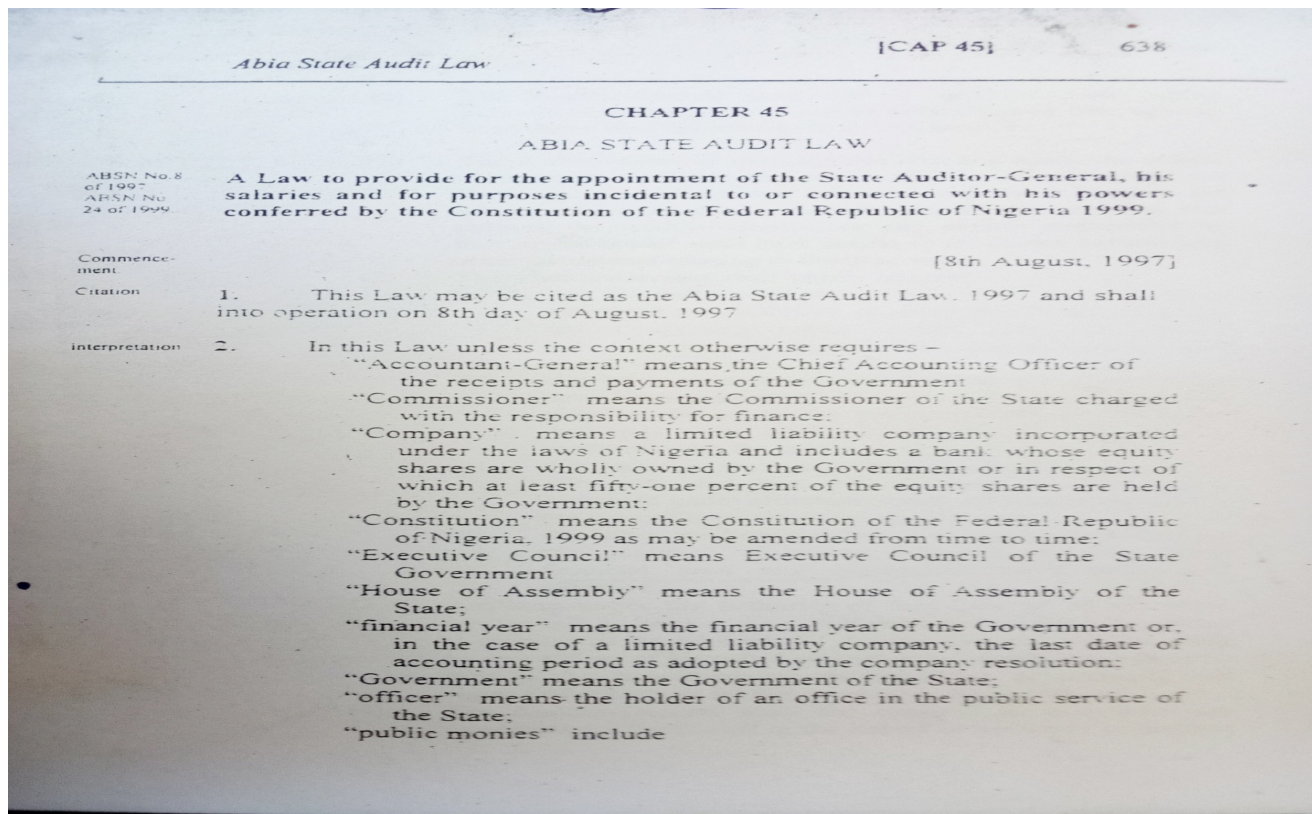 [CAP 45] 638
Abia State Audit Law
CHAPTER 45
ABIA STATE AUDIT LAW
ABSN No.8
of 1997
ABSN No
24 of 1999
A Law to provide for the appointment of the State Auditor-General, his
salaries and for purposes incidental to or connected with his powers
conferred by the Constitution of the Federal Republic of Nigeria 1999.
Commence-
ment
[8th August, 1997]
Citation
1. This Law may be cited as the Abia State Audit Law, 1997 and shall
into operation on 8th day of August, 1997
interpretation
2. In this Law unless the context otherwise requires –
"Accountant-General" means the Chief Accounting Officer of
the receipts and payments of the Government
"Commissioner" means the Commissioner of the State charged
with the responsibility for finance;
"Company" means a limited liability company incorporated
under the laws of Nigeria and includes a bank whose equity
shares are wholly owned by the Government or in respect of
which at least fifty-one percent of the equity shares are held
by the Government;
"Constitution" means the Constitution of the Federal Republic
of Nigeria, 1999 as may be amended from time to time;
"Executive Council" means Executive Council of the State
Government
"House of Assembly" means the House of Assembly of the
State;
"financial year" means the financial year of the Government or,
in the case of a limited liability company, the last date of
accounting period as adopted by the company resolution;
"Government" means the Government of the State;
"officer" means the holder of an office in the public service of
the State;
"public monies" include